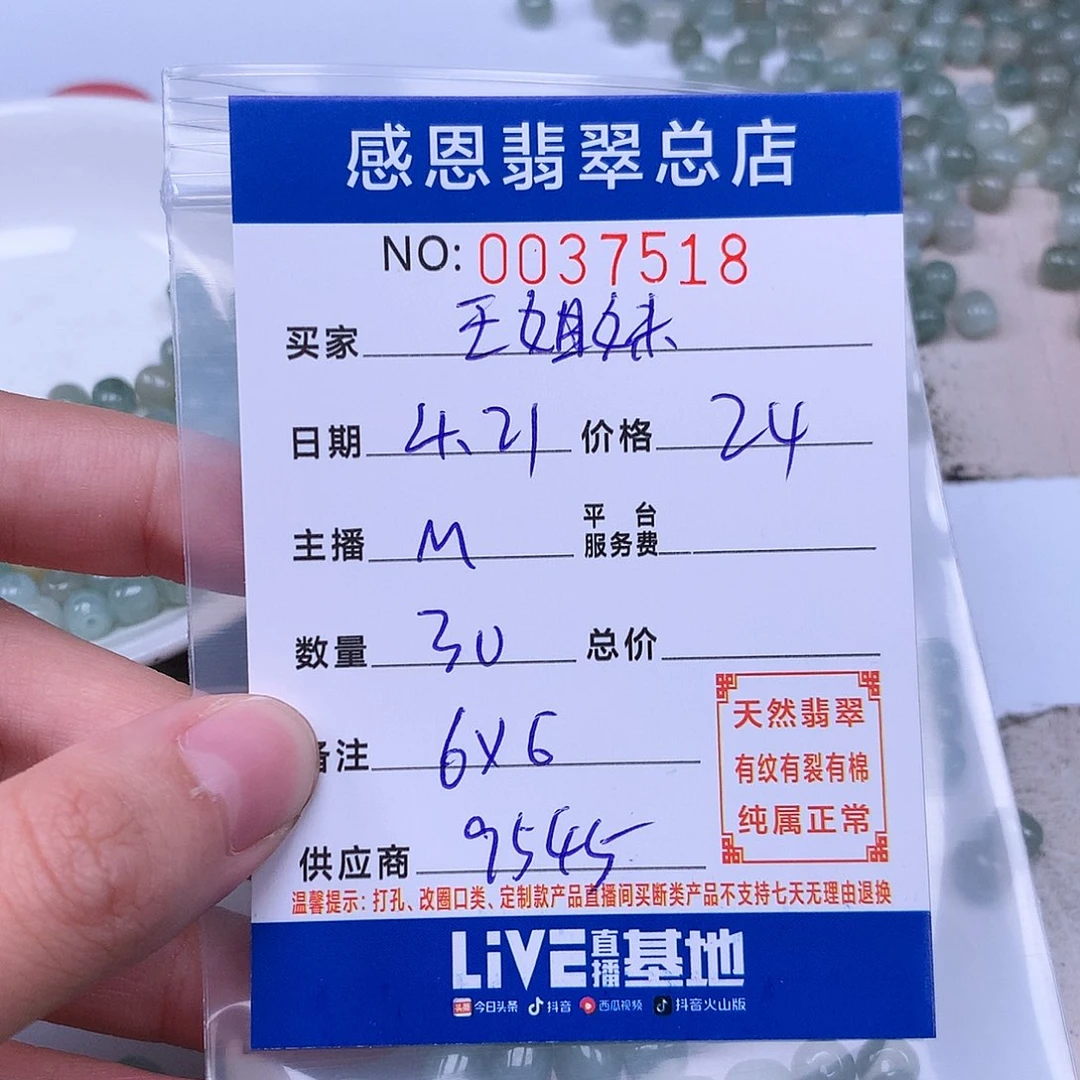 感恩翡翠总店
NO: 0037518
买家 王姐妹
日期 4.21 价格 24
主播 M 平台服务费
数量 30 总价
备注 6X6
天然翡翠
有纹有裂有棉
纯属正常
供应商 9545
温馨提示：打孔、改圈口类、定制款产品直播间买断类产品不支持七天无理由退换
LiVE直播基地
头条 今日头条 抖音 西瓜视频 抖音火山版